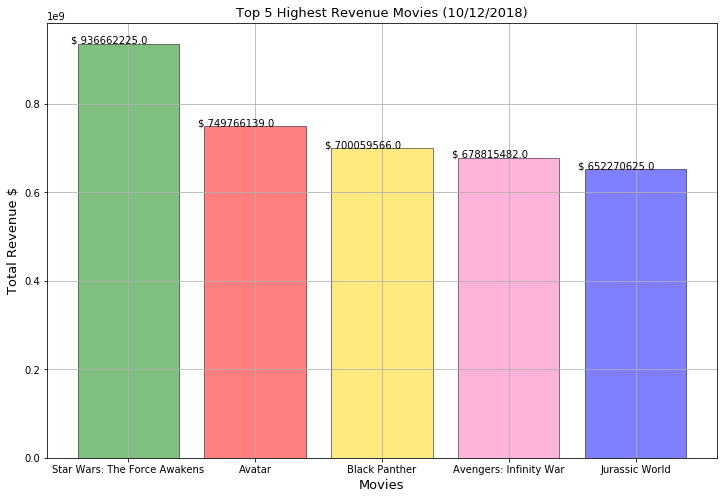 Top 5 Highest Revenue Movies (10/12/2018)
1e9
$ 936662225.0
$ 749766139.0
$ 700059566.0
$ 678815482.0
$ 652270625.0
0.8
0.6
0.4
0.2
0.0
Total Revenue $
Star Wars: The Force Awakens
Avatar
Black Panther
Avengers: Infinity War
Jurassic World
Movies